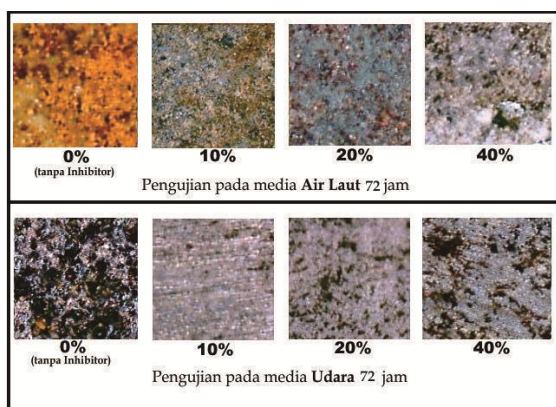 0% 10% 20% 40%
(tanpa Inhibitor)
Pengujian pada media Air Laut 72 jam
0% 10% 20% 40%
(tanpa Inhibitor)
Pengujian pada media Udara 72 jam